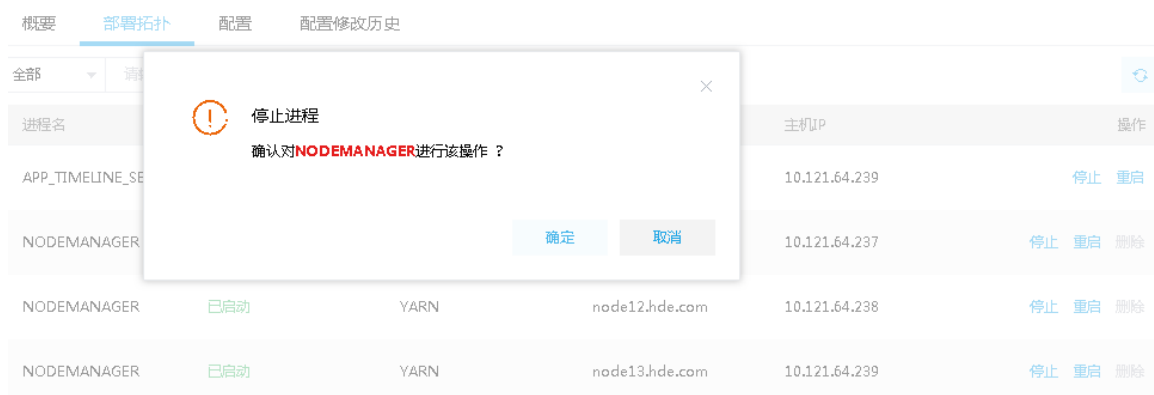 概要 部署拓扑 配置 配置修改历史
全部
停止进程
确认对NODEMANAGER进行该操作 ？
确定 取消
进程名 主机IP 操作
APP_TIMELINE_SE 10.121.64.239 停止 重启
NODEMANAGER 10.121.64.237 停止 重启 删除
NODEMANAGER 已启动 YARN node12.hde.com 10.121.64.238 停止 重启 删除
NODEMANAGER 已启动 YARN node13.hde.com 10.121.64.239 停止 重启 删除